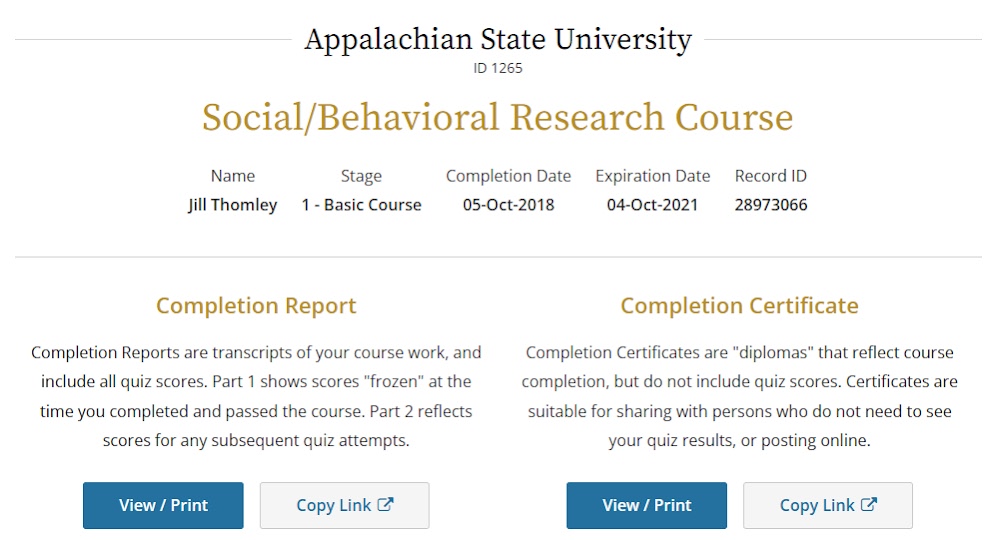 Appalachian State University
ID 1265
Social/Behavioral Research Course
Name Stage Completion Date Expiration Date Record ID
Jill Thomley 1 - Basic Course 05-Oct-2018 04-Oct-2021 28973066
Completion Report
Completion Reports are transcripts of your course work, and
include all quiz scores. Part 1 shows scores "frozen" at the
time you completed and passed the course. Part 2 reflects
scores for any subsequent quiz attempts.
View / Print Copy Link
Completion Certificate
Completion Certificates are "diplomas" that reflect course
completion, but do not include quiz scores. Certificates are
suitable for sharing with persons who do not need to see
your quiz results, or posting online.
View / Print Copy Link